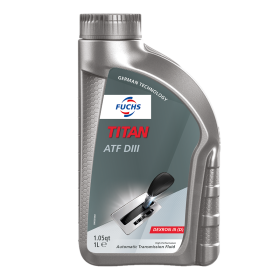 GERMAN TECHNOLOGY
FUCHS
TITAN
ATF DIII
DEXRON III (G)
1.05qt
1L e
Automatic Transmission Fluid